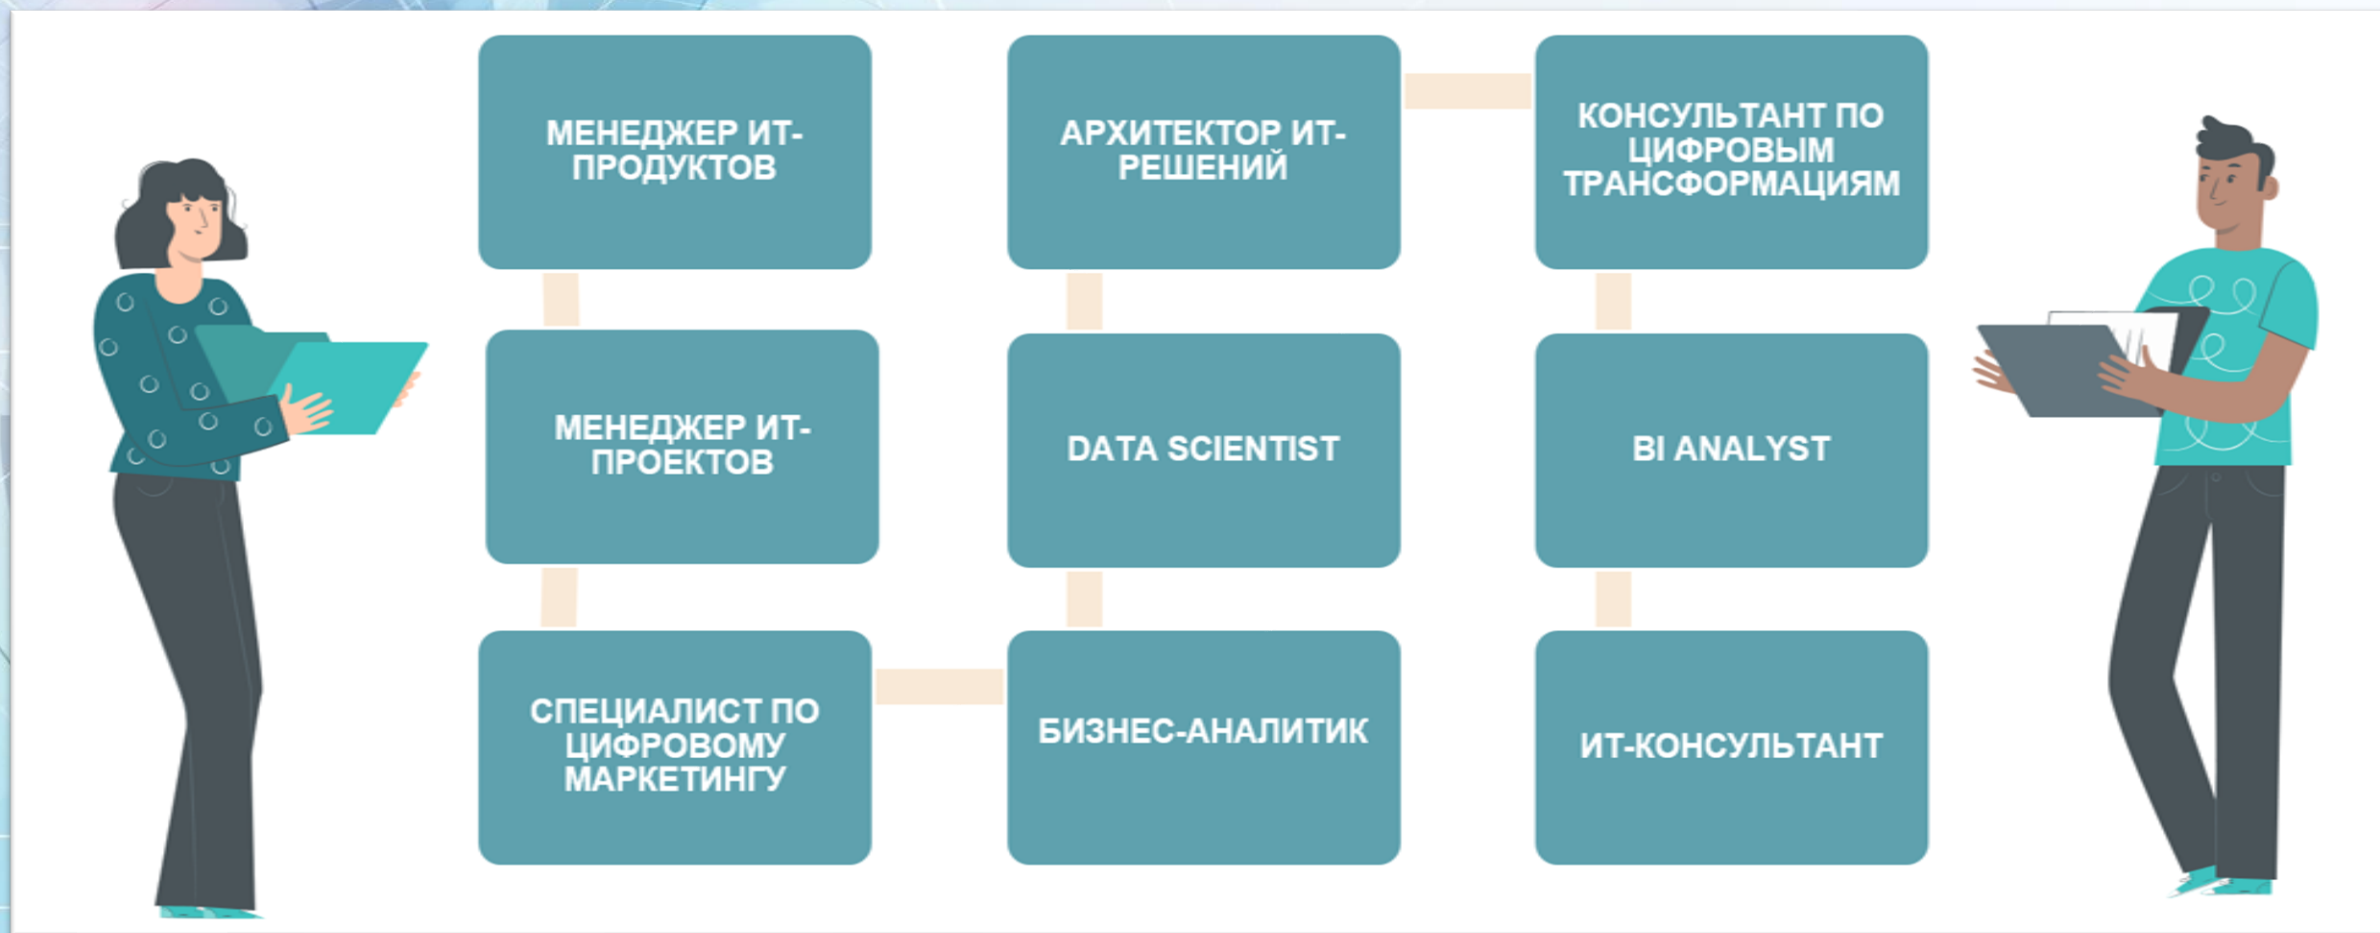 МЕНЕДЖЕР ИТ-
ПРОДУКТОВ
МЕНЕДЖЕР ИТ-
ПРОЕКТОВ
СПЕЦИАЛИСТ ПО
ЦИФРОВОМУ
МАРКЕТИНГУ
БИЗНЕС-АНАЛИТИК
DATA SCIENTIST
АРХИТЕКТОР ИТ-
РЕШЕНИЙ
КОНСУЛЬТАНТ ПО
ЦИФРОВЫМ
ТРАНСФОРМАЦИЯМ
BI ANALYST
ИТ-КОНСУЛЬТАНТ